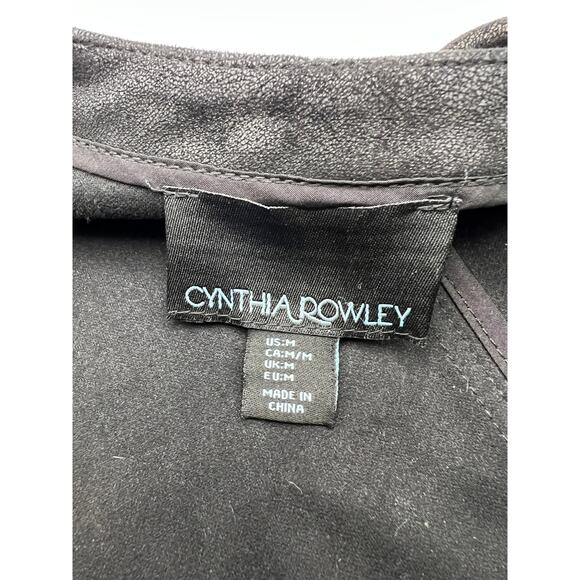 CYNTHIA ROWLEY
US:M
CA:M/M
UK:M
EU:M
MADE IN
CHINA